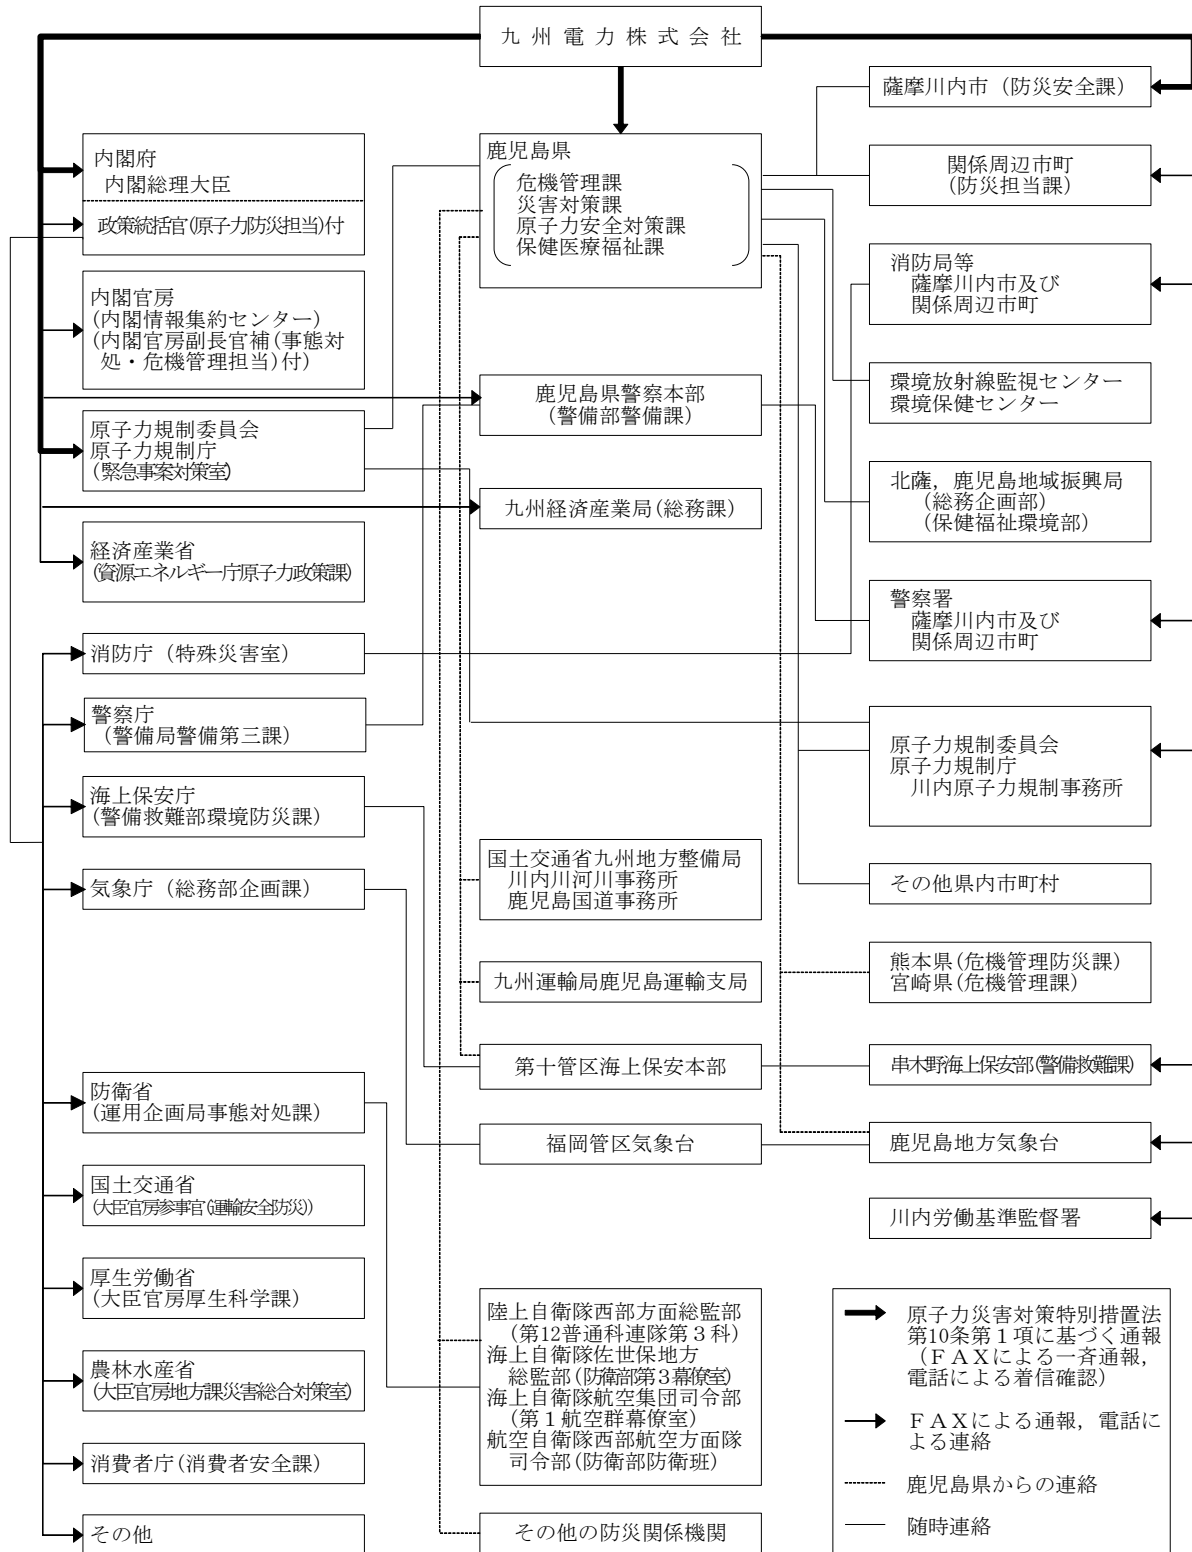 九州電力株式会社
内閣府
内閣総理大臣
政策統括官(原子力防災担当)付
内閣官房
(内閣情報集約センター)
(内閣官房副長官補(事態対
処・危機管理担当)付)
原子力規制委員会
原子力規制庁
(緊急事案対策室)
経済産業省
(資源エネルギー庁原子力政策課)
消防庁(特殊災害室)
警察庁
(警備局警備第三課)
海上保安庁
(警備救難部環境防災課)
気象庁(総務部企画課)
防衛省
(運用企画局事態対処課)
国土交通省
(大臣官房参事官(運輸安全防災))
厚生労働省
(大臣官房厚生科学課)
農林水産省
(大臣官房地方課災害総合対策室)
消費者庁(消費者安全課)
その他
鹿児島県
危機管理課
災害対策課
原子力安全対策課
保健医療福祉課
鹿児島県警察本部
(警備部警備課)
九州経済産業局(総務課)
国土交通省九州地方整備局
川内川河川事務所
鹿児島国道事務所
九州運輸局鹿児島運輸支局
第十管区海上保安本部
福岡管区気象台
陸上自衛隊西部方面総監部
(第12普通科連隊第3科)
海上自衛隊佐世保地方
総監部(防衛部第3幕僚室)
海上自衛隊航空集団司令部
(第1航空群幕僚室)
航空自衛隊西部航空方面隊
司令部(防衛部防衛班)
その他の防災関係機関
薩摩川内市(防災安全課)
関係周辺市町
(防災担当課)
消防局等
薩摩川内市及び
関係周辺市町
環境放射線監視センター
環境保健センター
北薩,鹿児島地域振興局
(総務企画部)
(保健福祉環境部)
警察署
薩摩川内市及び
関係周辺市町
原子力規制委員会
原子力規制庁
川内原子力規制事務所
その他県内市町村
熊本県(危機管理防災課)
宮崎県(危機管理課)
串木野海上保安部(警備救難課)
鹿児島地方気象台
川内労働基準監督署
原子力災害対策特別措置法
第10条第1項に基づく通報
(FAXによる一斉通報,
電話による着信確認)
FAXによる通報,電話に
よる連絡
鹿児島県からの連絡
随時連絡